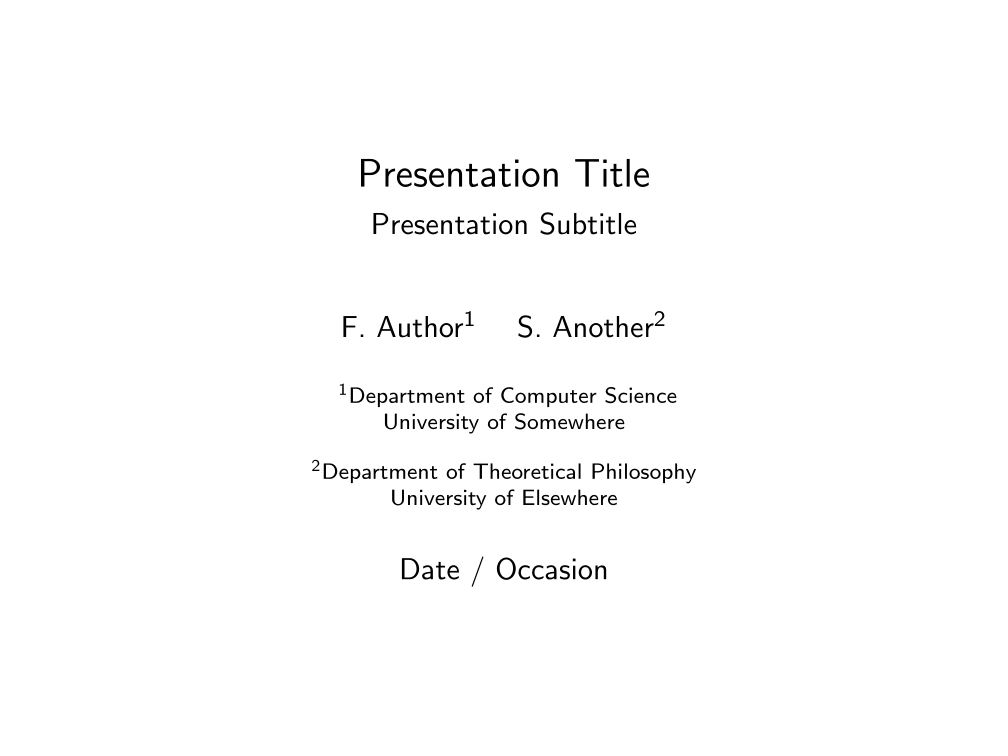 Presentation Title
Presentation Subtitle
F. Author¹ S. Another²
¹Department of Computer Science
University of Somewhere
²Department of Theoretical Philosophy
University of Elsewhere
Date / Occasion